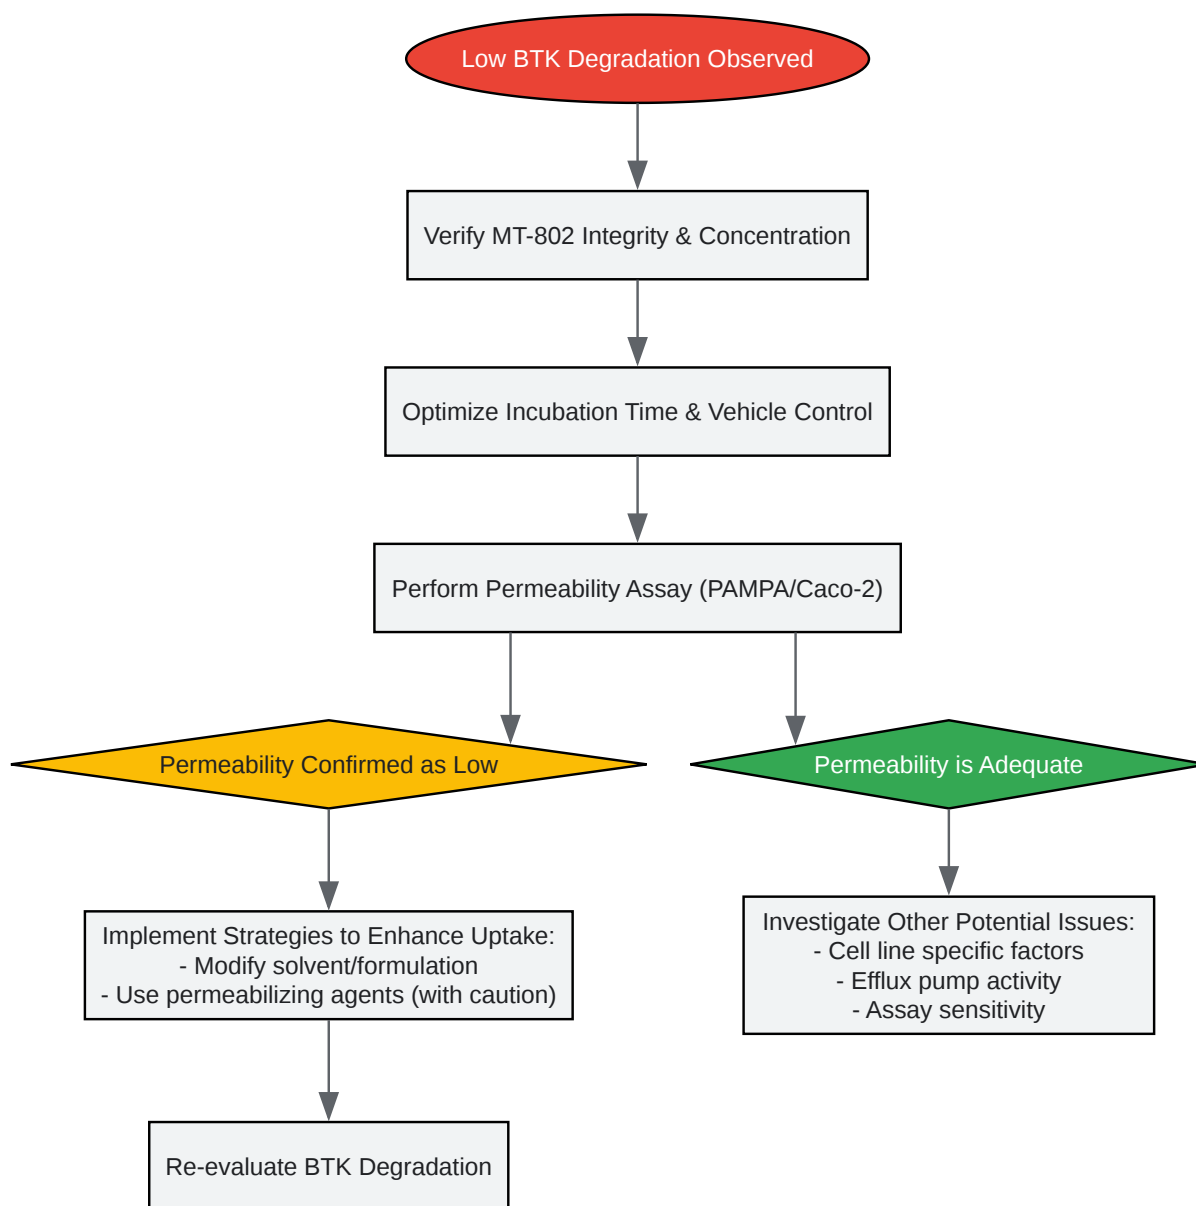 Low BTK Degradation Observed
Verify MT-802 Integrity & Concentration
Optimize Incubation Time & Vehicle Control
Perform Permeability Assay (PAMPA/Caco-2)
Permeability Confirmed as Low
Permeability is Adequate
Implement Strategies to Enhance Uptake:
- Modify solvent/formulation
- Use permeabilizing agents (with caution)
Investigate Other Potential Issues:
- Cell line specific factors
- Efflux pump activity
- Assay sensitivity
Re-evaluate BTK Degradation